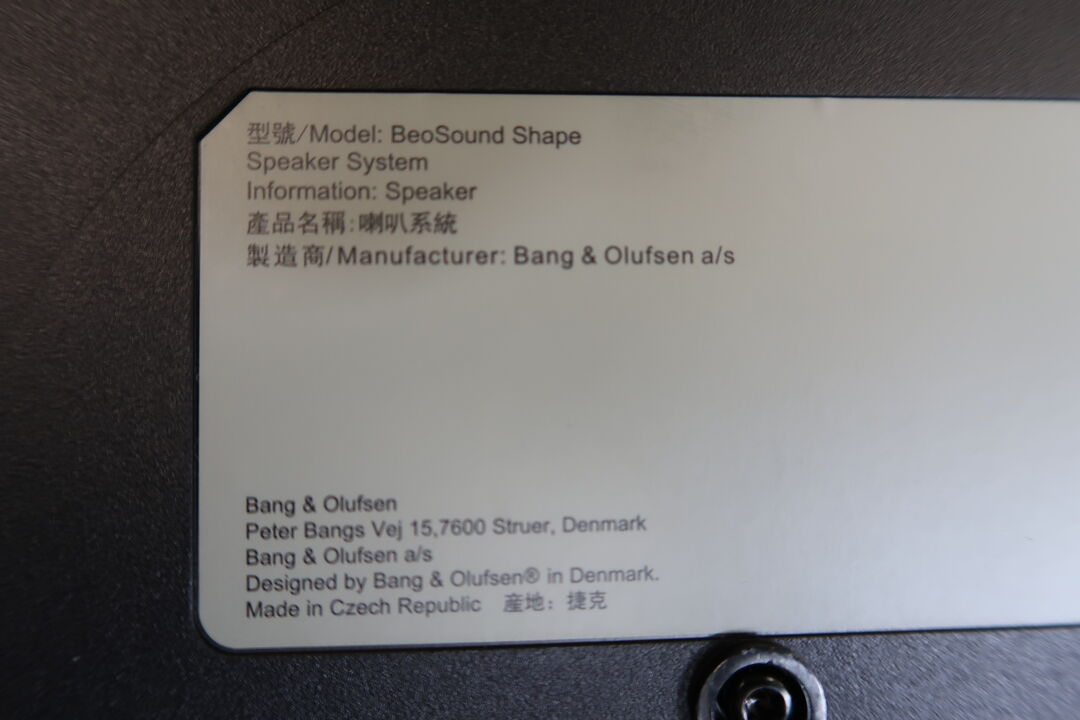 型號/Model: BeoSound Shape
Speaker System
Information: Speaker
產品名稱:喇叭系統
製造商/Manufacturer: Bang & Olufsen a/s
Bang & Olufsen
Peter Bangs Vej 15,7600 Struer, Denmark
Bang & Olufsen a/s
Designed by Bang & Olufsen® in Denmark.
Made in Czech Republic 產地: 捷克